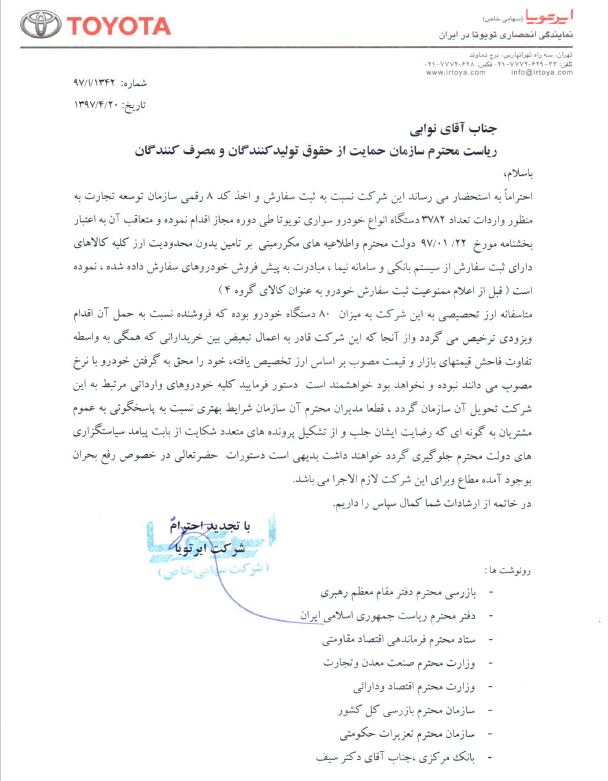 TOYOTA
ایرتویا (سهامی خاص)
نمایندگی انحصاری تویوتا در ایران
تهران، سه راه تهرانپارس، برج دماوند
تلفن: ۳۳-۷۷۷۲۰۶۲۹-۰۲۱ فکس: ۷۷۷۲۰۶۲۸-۰۲۱
www.irtoya.com info@irtoya.com
شماره: ۹۷/۱/۱۳۴۲
تاریخ: ۱۳۹۷/۴/۲۰
جناب آقای نوابی
ریاست محترم سازمان حمایت از حقوق تولیدکنندگان و مصرف کنندگان
باسلام,
احتراماً به استحضار می رساند این شرکت نسبت به ثبت سفارش و اخذ کد ۸ رقمی سازمان توسعه تجارت به
منظور واردات تعداد ۳۷۸۲ دستگاه انواع خودرو سواری تویوتا طی دوره مجاز اقدام نموده و متعاقب آن به اعتبار
بخشنامه مورخ ۹۷/۰۱/۲۲ دولت محترم واطلاعیه های مکررمبنی بر تامین بدون محدودیت ارز کلیه کالاهای
دارای ثبت سفارش از سیستم بانکی و سامانه نیما ، مبادرت به پیش فروش خودروهای سفارش داده شده ، نموده
است ( قبل از اعلام ممنوعیت ثبت سفارش خودرو به عنوان کالای گروه ۴ )
متاسفانه ارز تخصیصی به این شرکت به میزان ۸۰ دستگاه خودرو بوده که فروشنده نسبت به حمل آن اقدام
وبزودی ترخیص می گردد واز آنجا که این شرکت قادر به اعمال تبعیض بین خریدارانی که همگی به واسطه
تفاوت فاحش قیمتهای بازار و قیمت مصوب بر اساس ارز تخصیص یافته، خود را محق به گرفتن خودرو با نرخ
مصوب می دانند نبوده و نخواهد بود خواهشمند است دستور فرمایید کلیه خودروهای وارداتی مرتبط به این
شرکت تحویل آن سازمان گردد ، قطعا مدیران محترم آن سازمان شرایط بهتری نسبت به پاسخگوئی به عموم
مشتریان به گونه ای که رضایت ایشان جلب و از تشکیل پرونده های متعدد شکایت از بابت پیامد سیاستگزاری
های دولت محترم جلوگیری گردد خواهند داشت بدیهی است دستورات حضرتعالی در خصوص رفع بحران
بوجود آمده مطاع وبرای این شرکت لازم الاجرا می باشد.
در خاتمه از ارشادات شما کمال سپاس را داریم.
با تجدید احترام
شرکت ایرتویا
ایرتویا
(شرکت سهامی خاص)
رونوشت ها :
- بازرسی محترم دفتر مقام معظم رهبری
- دفتر محترم ریاست جمهوری اسلامی ایران
- ستاد محترم فرماندهی اقتصاد مقاومتی
- وزارت محترم صنعت معدن وتجارت
- وزارت محترم اقتصاد ودارائی
- سازمان محترم بازرسی کل کشور
- سازمان محترم تعزیرات حکومتی
- بانک مرکزی ،جناب آقای دکتر سیف